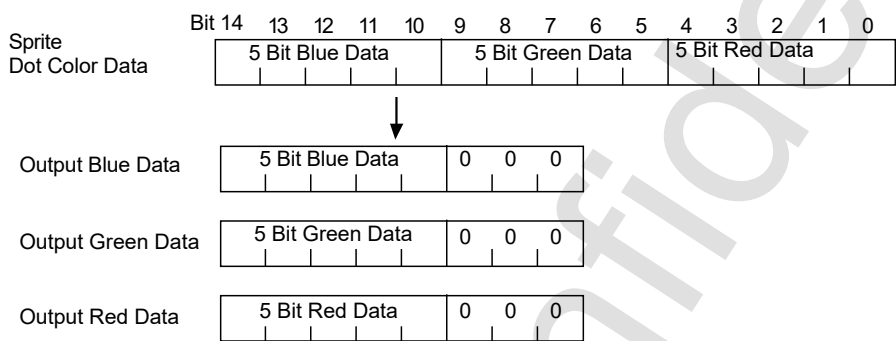 Bit 14 13 12 11 10 9 8 7 6 5 4 3 2 1 0
Sprite
Dot Color Data
5 Bit Blue Data 5 Bit Green Data 5 Bit Red Data
Output Blue Data 5 Bit Blue Data 0 0 0
Output Green Data 5 Bit Green Data 0 0 0
Output Red Data 5 Bit Red Data 0 0 0
nfide